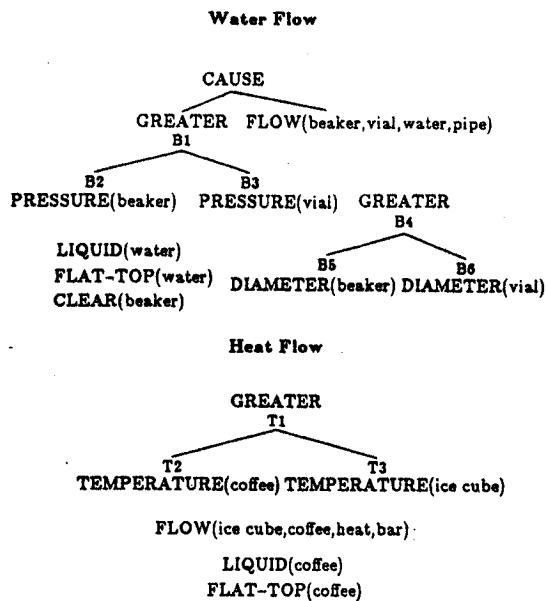 Water Flow
CAUSE
GREATER FLOW(beaker,vial,water,pipe)
B1
B2 B3
PRESSURE(beaker) PRESSURE(vial) GREATER
B4
LIQUID(water)
FLAT-TOP(water)
CLEAR(beaker)
B5 B6
DIAMETER(beaker) DIAMETER(vial)
Heat Flow
GREATER
T1
T2 T3
TEMPERATURE(coffee) TEMPERATURE(ice cube)
FLOW(ice cube,coffee,heat,bar)
LIQUID(coffee)
FLAT-TOP(coffee)